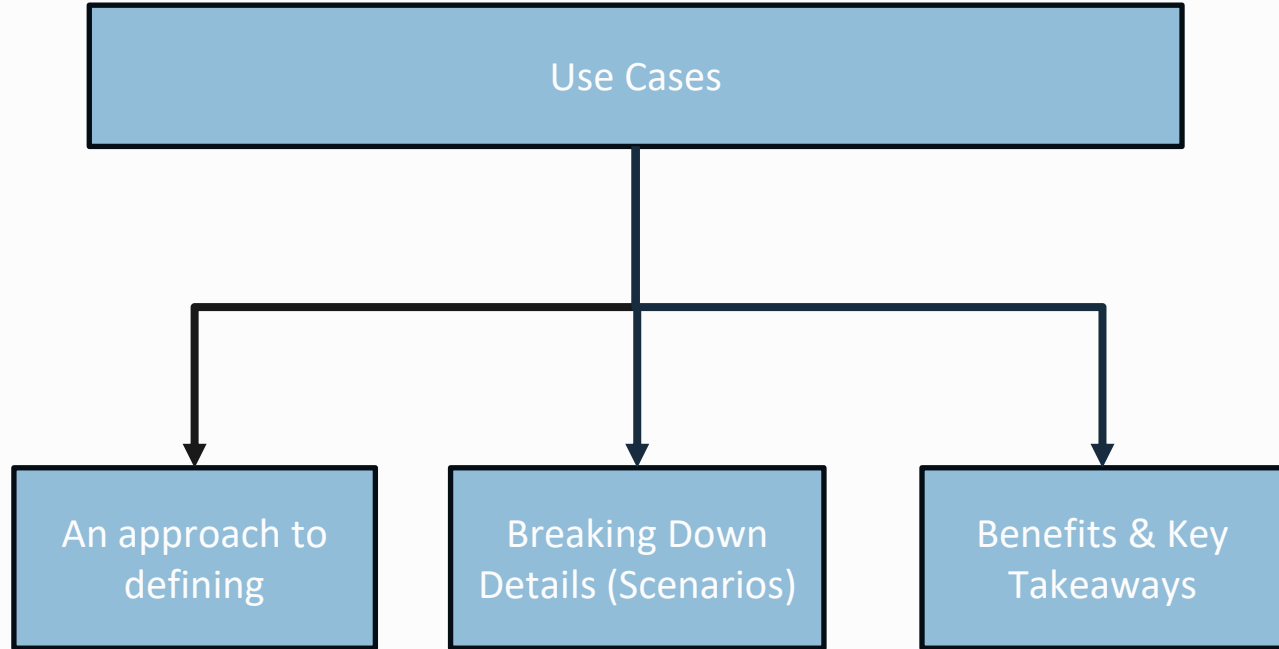 Use Cases
An approach to
defining
Breaking Down
Details (Scenarios)
Benefits & Key
Takeaways